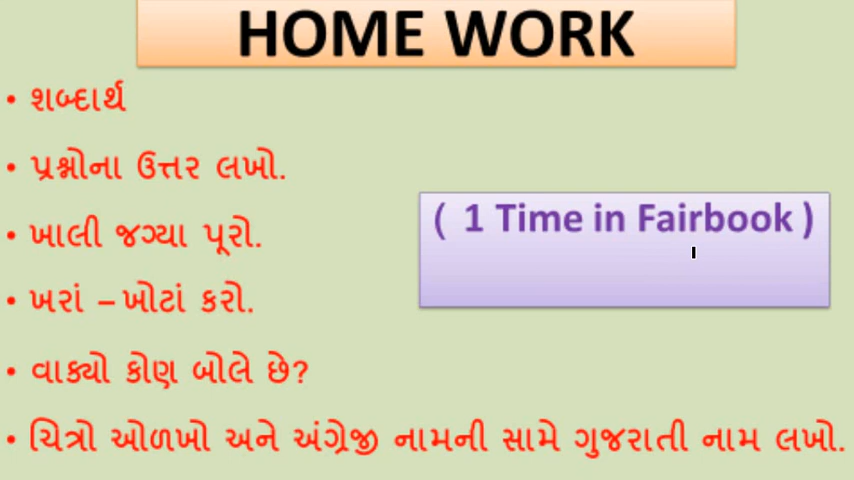 HOME WORK
• શબ્દાર્થ
• પ્રશ્નોના ઉત્તર લખો.
• ખાલી જગ્યા પૂરો.
• ખરાં – ખોટાં કરો.
• વાક્યો કોણ બોલે છે?
• ચિત્રો ઓળખો અને અંગ્રેજી નામની સામે ગુજરાતી નામ લખો.
( 1 Time in Fairbook )